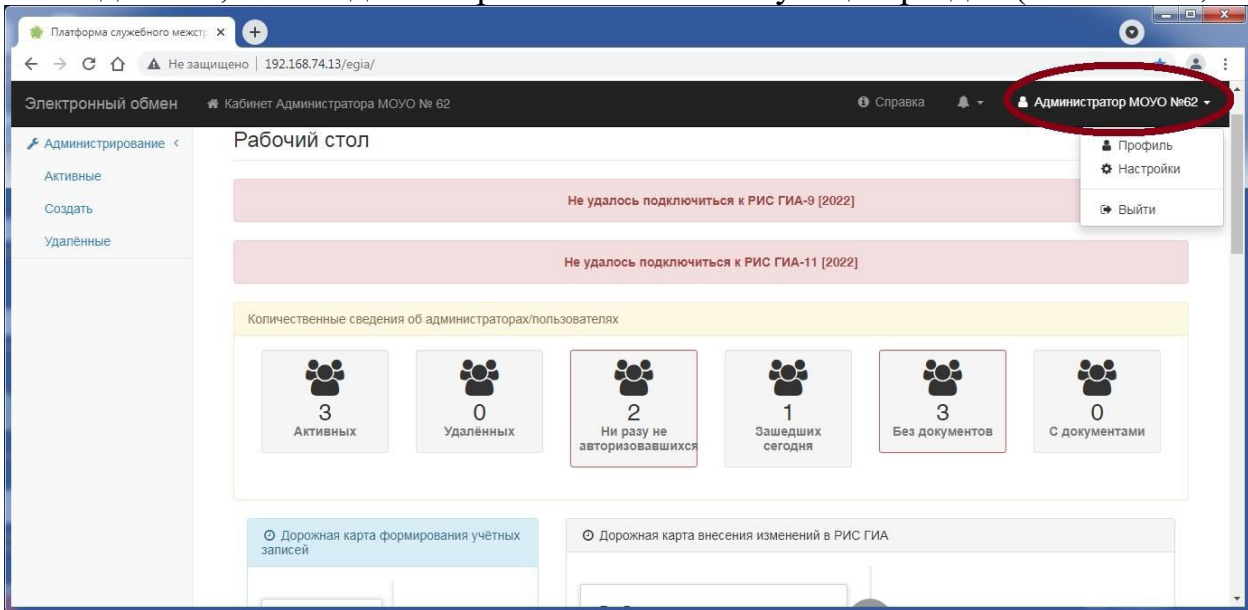 Платформа служебного межстр
Не защищено | 192.168.74.13/egia/
Электронный обмен
Кабинет Администратора МОУО № 62
Справка
Администратор МОУО №62
Профиль
Настройки
Выйти
Администрирование
Активные
Создать
Удалённые
Рабочий стол
Не удалось подключиться к РИС ГИА-9 [2022]
Не удалось подключиться к РИС ГИА-11 [2022]
Количественные сведения об администраторах/пользователях
3
Активных
0
Удалённых
2
Ни разу не
авторизовавшихся
1
Зашедших
сегодня
3
Без документов
0
С документами
Дорожная карта формирования учётных
записей
Дорожная карта внесения изменений в РИС ГИА